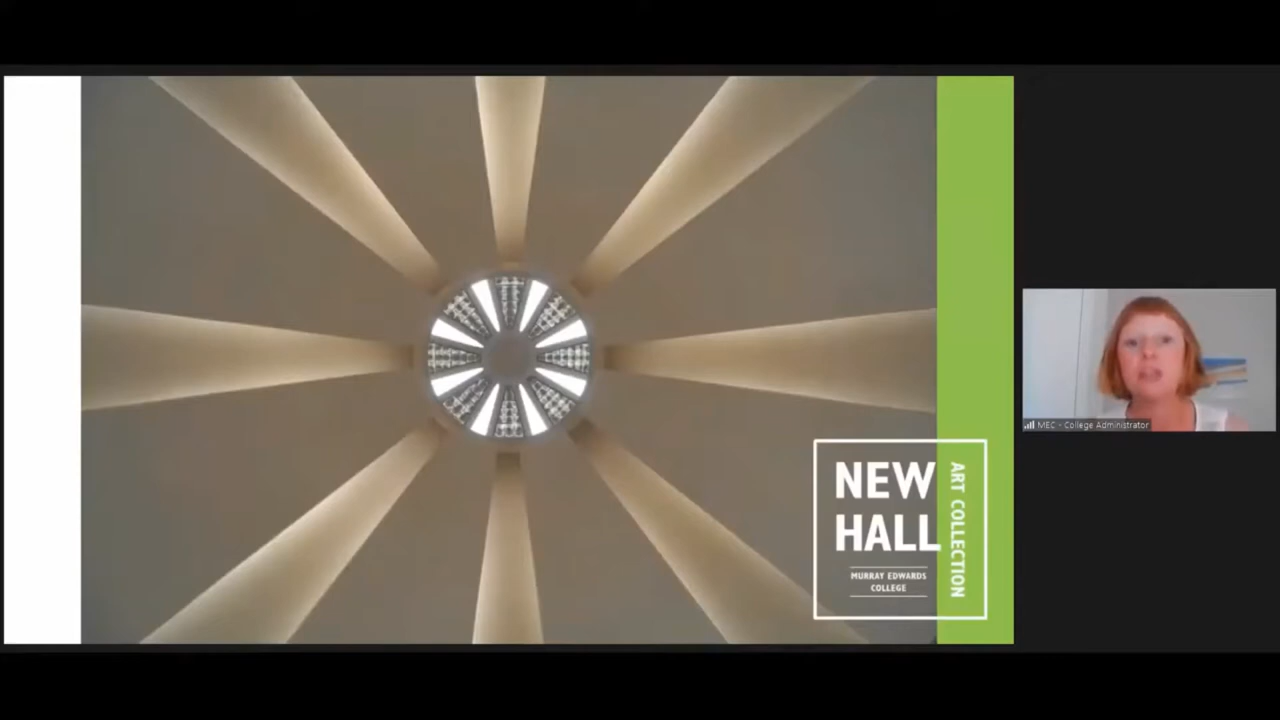 NEW
HALL
ART COLLECTION
MURRAY EDWARDS
COLLEGE
MEC - College Administrator